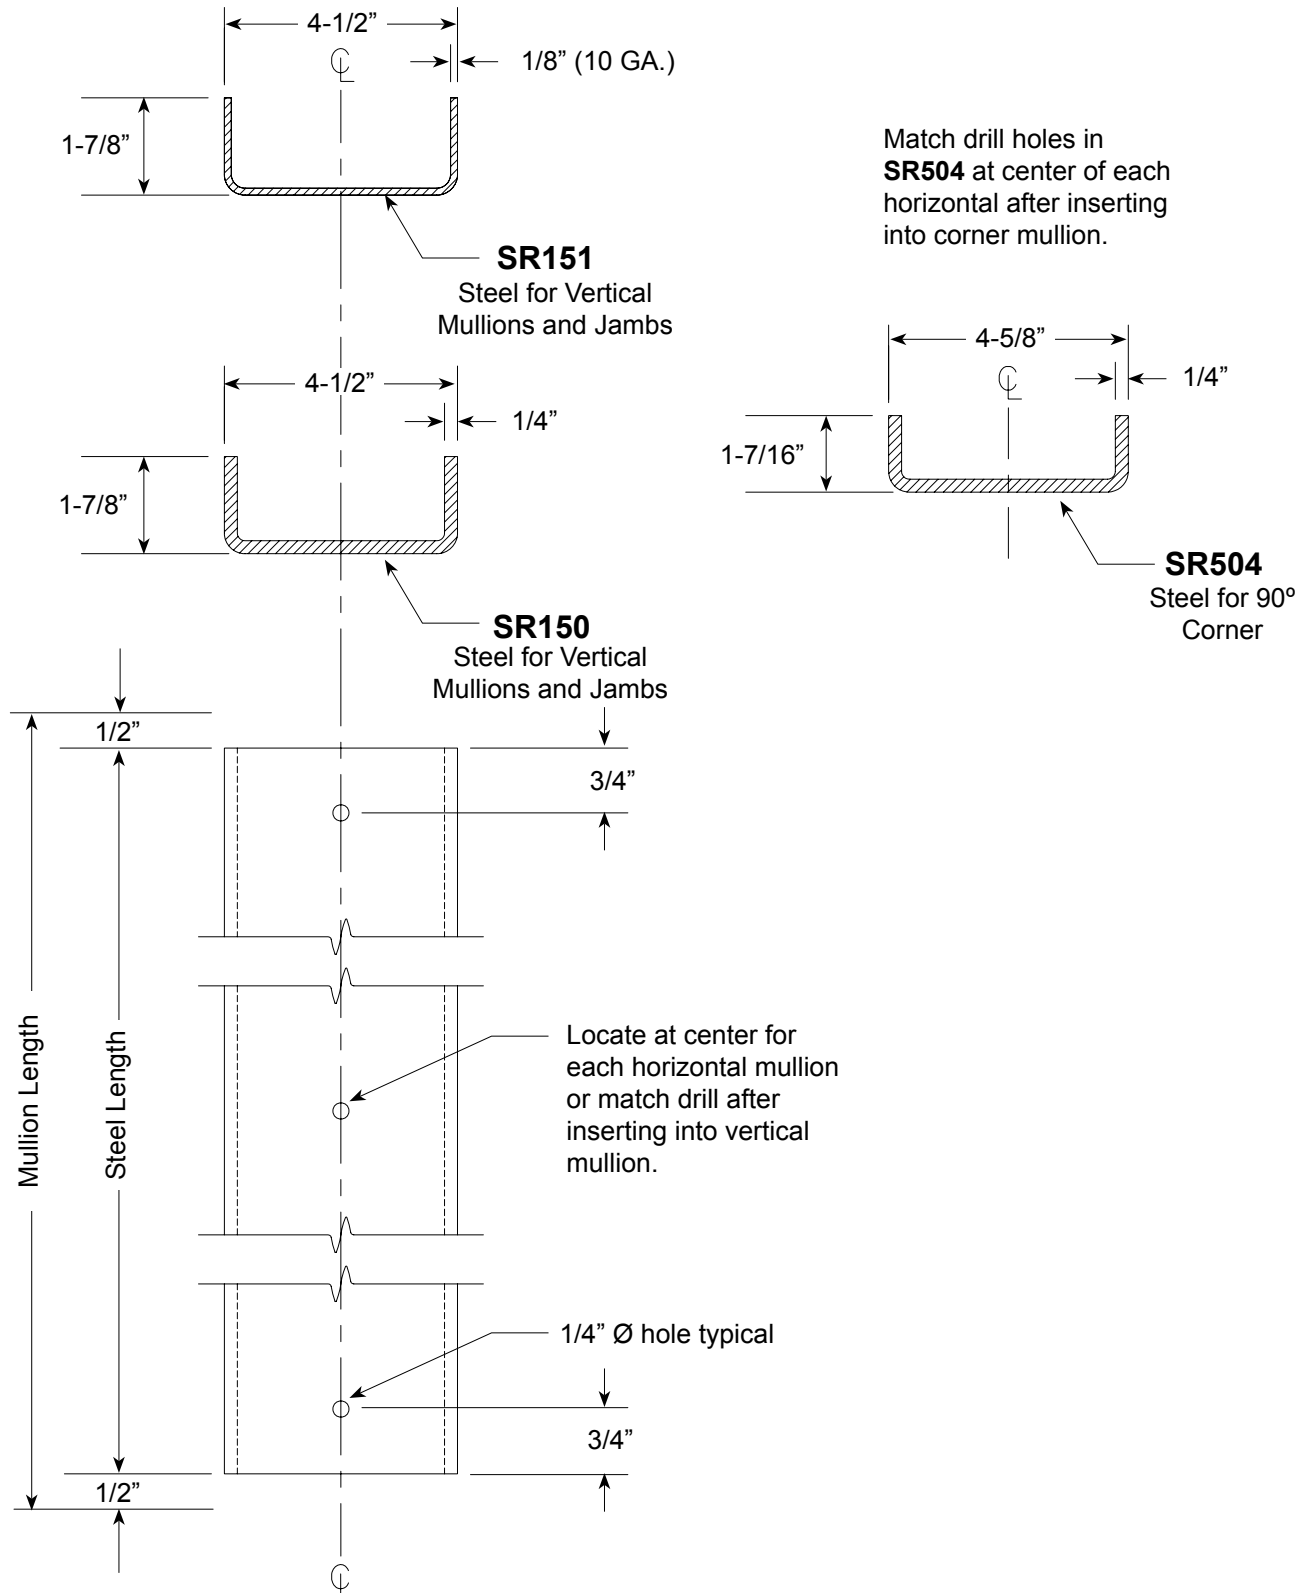 4-1/2”
℄
1/8” (10 GA.)
1-7/8”
SR151
Steel for Vertical
Mullions and Jambs
Match drill holes in
SR504 at center of each
horizontal after inserting
into corner mullion.
4-1/2”
1/4”
1-7/8”
SR150
Steel for Vertical
Mullions and Jambs
4-5/8”
℄
1/4”
1-7/16”
SR504
Steel for 90º
Corner
1/2”
3/4”
Mullion Length
Steel Length
Locate at center for
each horizontal mullion
or match drill after
inserting into vertical
mullion.
1/4” Ø hole typical
3/4”
1/2”
℄